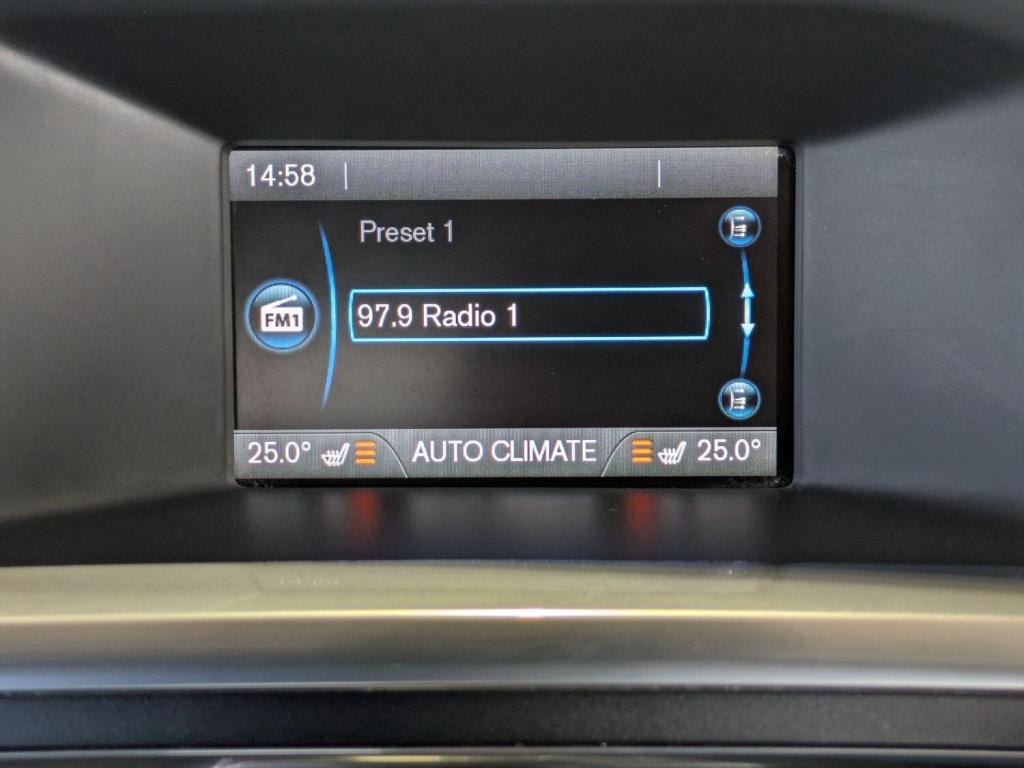 14:58
Preset 1
FM1
97.9 Radio 1
25.0° AUTO CLIMATE 25.0°